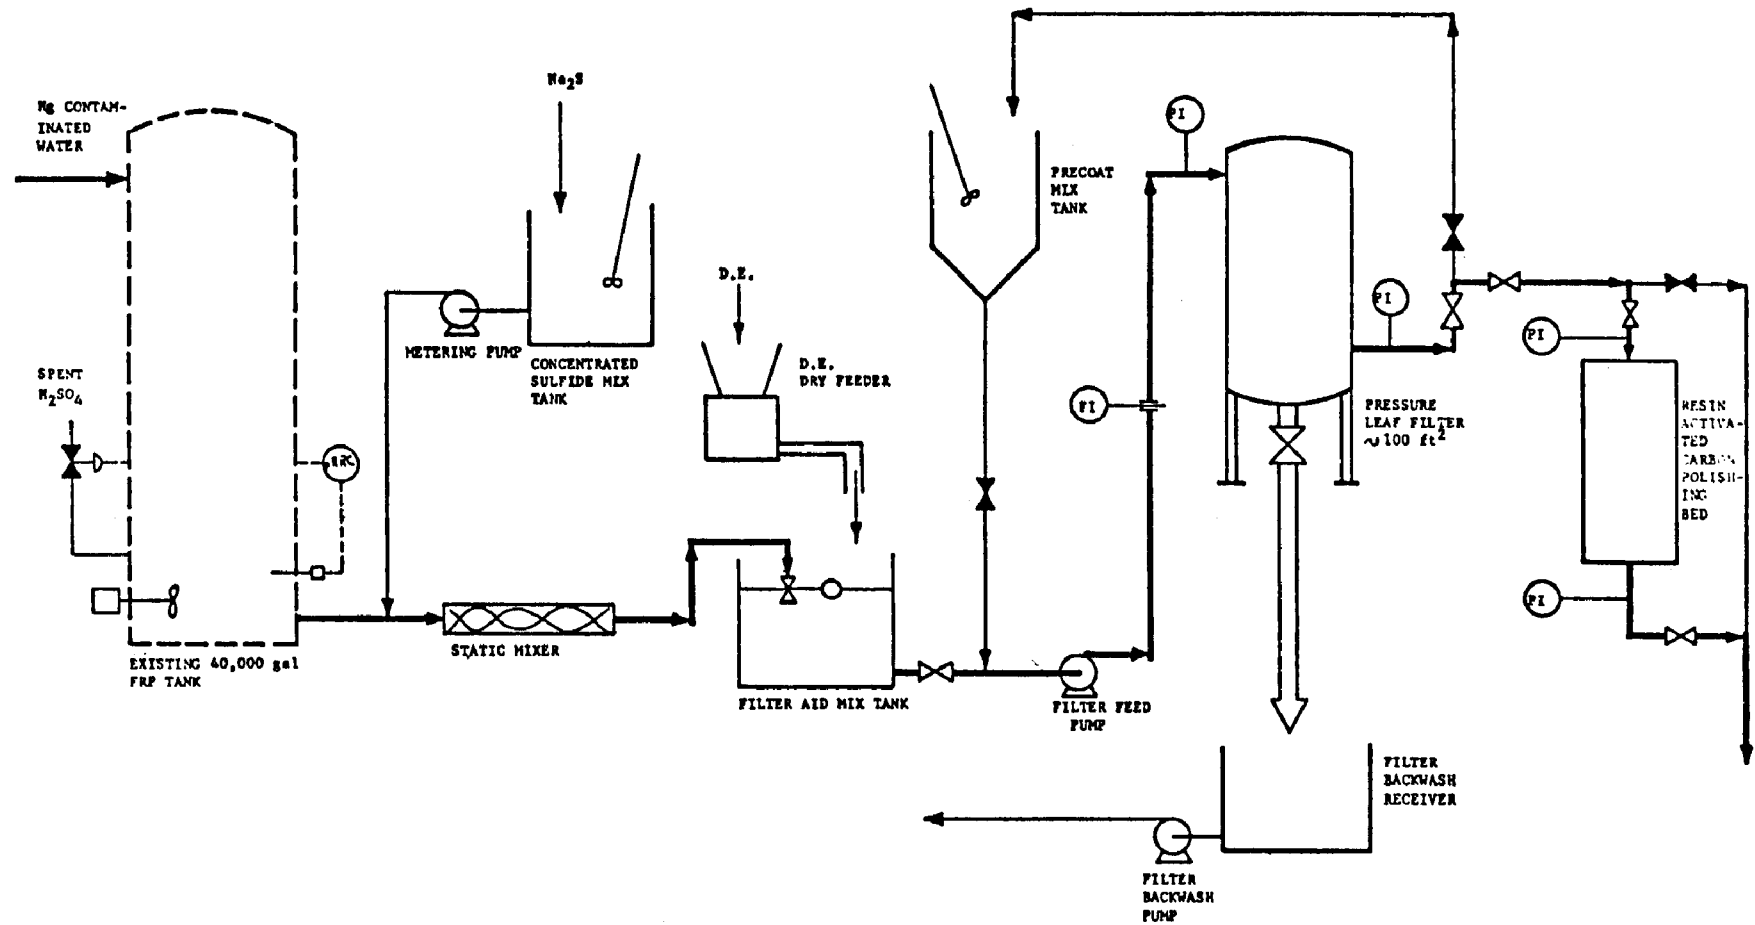 Na₂S
Hg CONTAM-
INATED
WATER
PI
PRECOAT
MIX
TANK
D.E.
PI
PI
METERING PUMP
CONCENTRATED
SULFIDE MIX
TANK
D.E.
DRY FEEDER
SPENT
H₂SO₄
FI
PRESSURE
LEAF FILTER
~100 ft²
RESIN
ACTIVA-
TED
CARBON
POLISH-
ING
BED
PI
STATIC MIXER
EXISTING 40,000 gal
FRP TANK
FILTER AID MIX TANK
FILTER FEED
PUMP
FILTER
BACKWASH
RECEIVER
FILTER
BACKWASH
PUMP